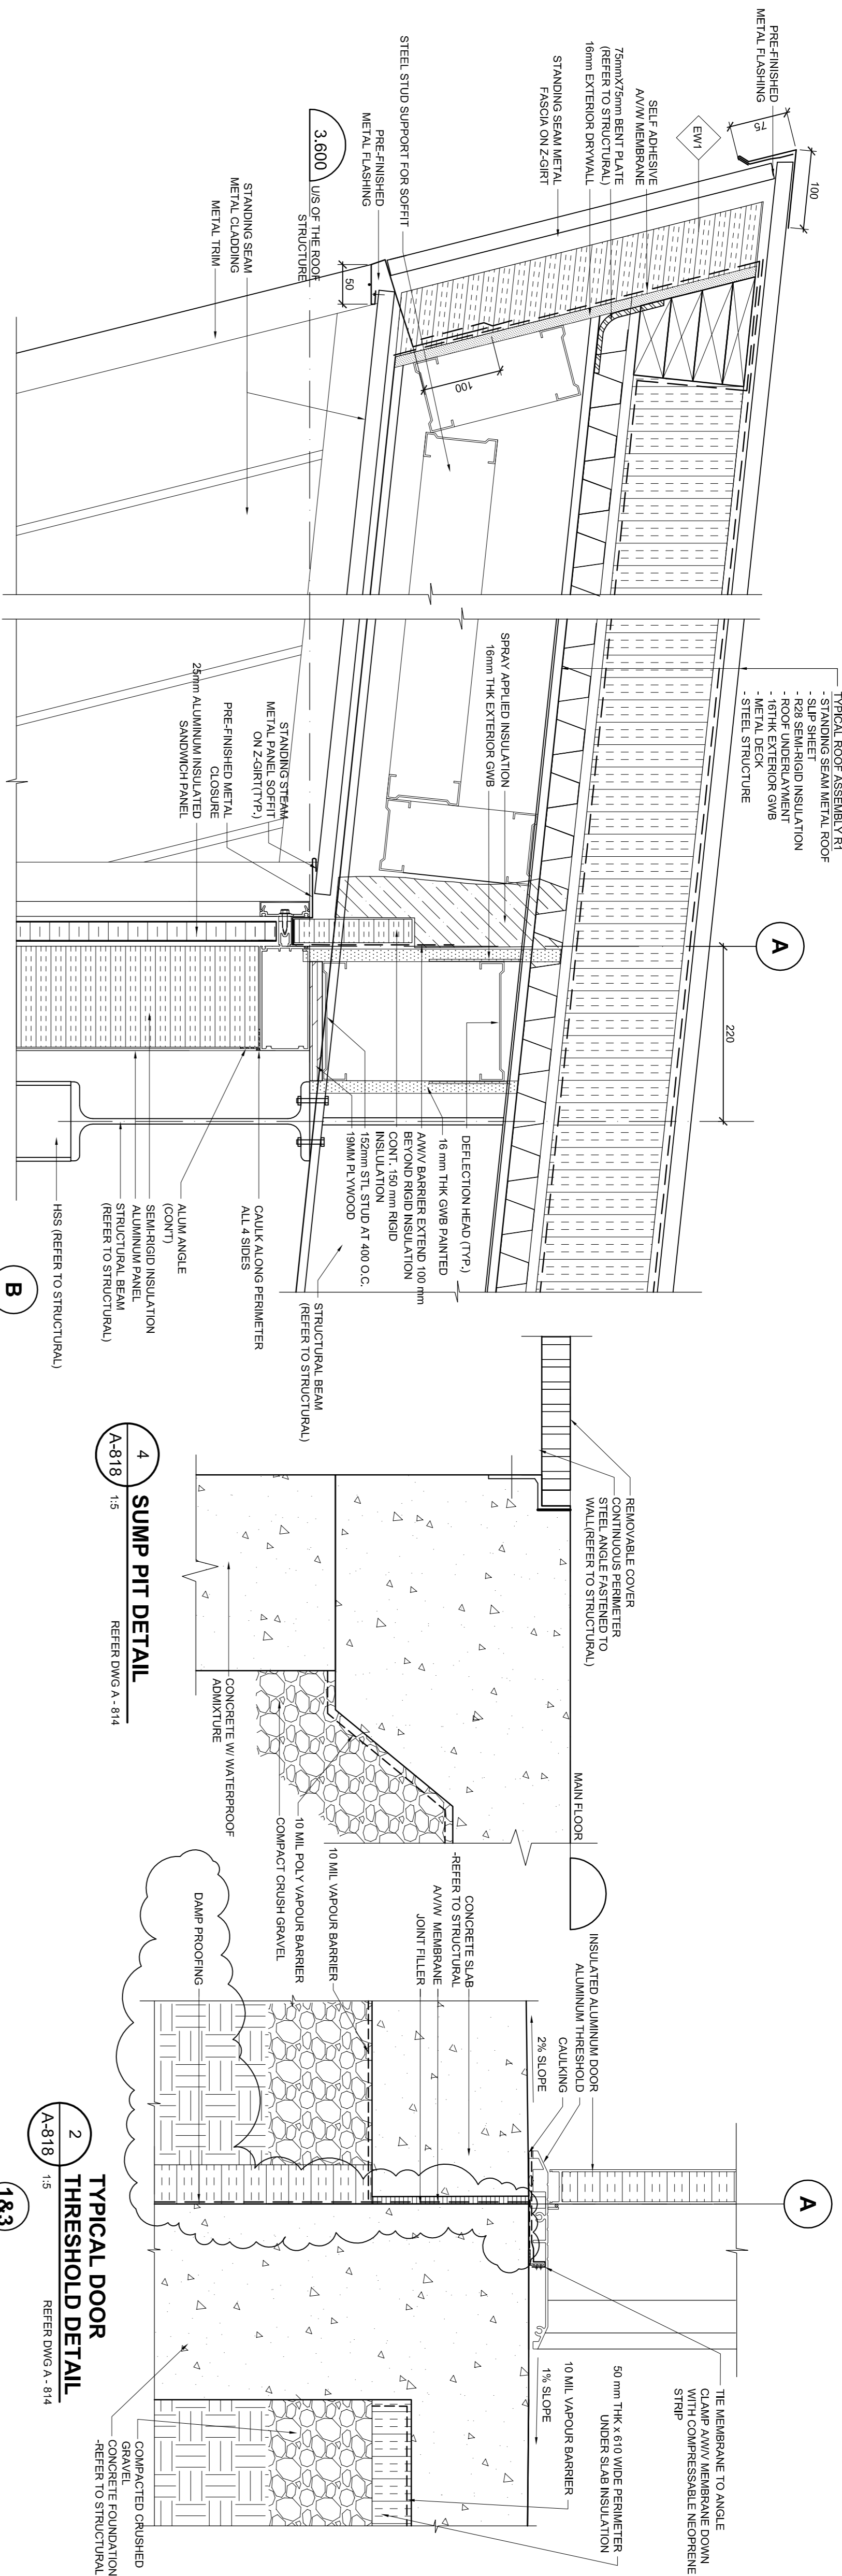 PRE-FINISHED
METAL FLASHING
75
100
EW1
SELF ADHESIVE
A/V/W MEMBRANE
75mmX75mm BENT PLATE
(REFER TO STRUCTURAL)
16mm EXTERIOR DRYWALL
STANDING SEAM METAL
FASCIA ON Z-GIRT
STEEL STUD SUPPORT FOR SOFFIT
PRE-FINISHED
METAL FLASHING
3.600
U/S OF THE ROOF
STRUCTURE
50
100
STANDING SEAM
METAL CLADDING
METAL TRIM
TYPICAL ROOF ASSEMBLY R1
- STANDING SEAM METAL ROOF
- SLIP SHEET
- R28 SEMI-RIGID INSULATION
- ROOF UNDERLAYMENT
- 16THK EXTERIOR GWB
- METAL DECK
- STEEL STRUCTURE
SPRAY APPLIED INSULATION
16mm THK EXTERIOR GWB
STANDING STEAM
METAL PANEL SOFFIT
ON Z-GIRT(TYP.)
PRE-FINISHED METAL
CLOSURE
25mm ALUMINUM INSULATED
SANDWICH PANEL
A
220
DEFLECTION HEAD (TYP.)
16 mm THK GWB PAINTED
A/W/V BARRIER EXTEND 100 mm
BEYOND RIGID INSULATION
CONT. 150 mm RIGID
INSLULATION
152mm STL STUD AT 400 O.C.
19MM PLYWOOD
STRUCTURAL BEAM
(REFER TO STRUCTURAL)
CAULK ALONG PERIMETER
ALL 4 SIDES
ALUM ANGLE
(CON'T)
SEMI-RIGID INSULATION
ALUMINUM PANEL
STRUCTURAL BEAM
(REFER TO STRUCTURAL)
HSS (REFER TO STRUCTURAL)
B
REMOVABLE COVER
CONTINUOUS PERIMETER
STEEL ANGLE FASTENED TO
WALL(REFER TO STRUCTURAL)
MAIN FLOOR
CONCRETE W/ WATERPROOF
ADMIXTURE
COMPACT CRUSH GRAVEL
10 MIL POLY VAPOUR BARRIER
4
A-818
SUMP PIT DETAIL
1:5
REFER DWG A - 814
A
INSULATED ALUMINUM DOOR
ALUMINUM THRESHOLD
CAULKING
2% SLOPE
CONCRETE SLAB
-REFER TO STRUCTURAL
A/V/W MEMBRANE
JOINT FILLER
10 MIL VAPOUR BARRIER
DAMP PROOFING
TIE MEMBRANE TO ANGLE
CLAMP A/W/V MEMBRANE DOWN
WITH COMPRESSABLE NEOPRENE
STRIP
50 mm THK x 610 WIDE PERIMETER
UNDER SLAB INSULATION
10 MIL VAPOUR BARRIER
1% SLOPE
COMPACTED CRUSHED
GRAVEL
CONCRETE FOUNDATION
-REFER TO STRUCTURAL
2
A-818
TYPICAL DOOR
THRESHOLD DETAIL
1:5
REFER DWG A - 814
1&3